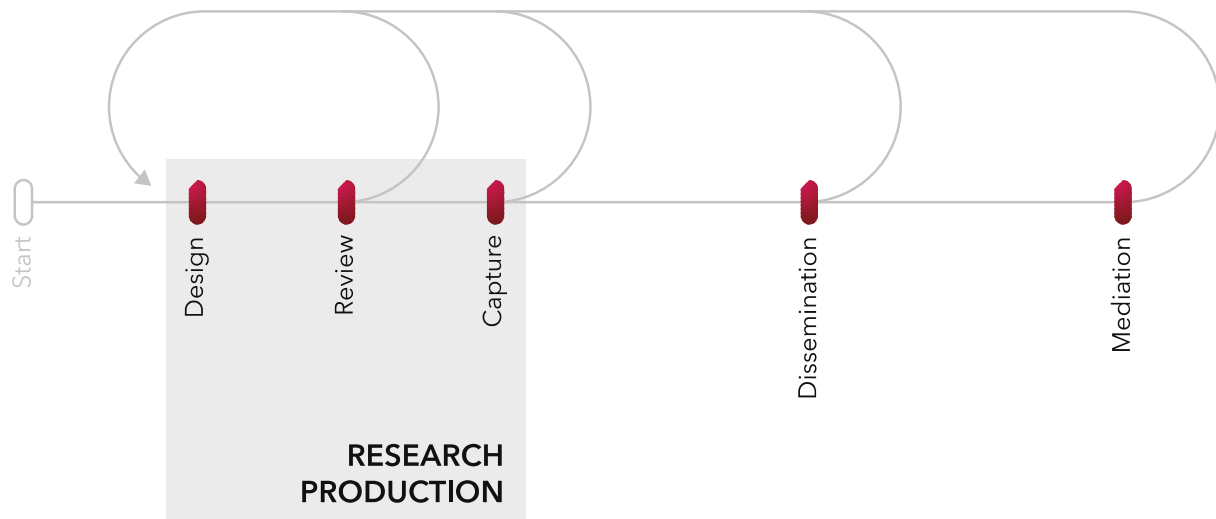 Start
Design
Review
Capture
Dissemination
Mediation
RESEARCH
PRODUCTION